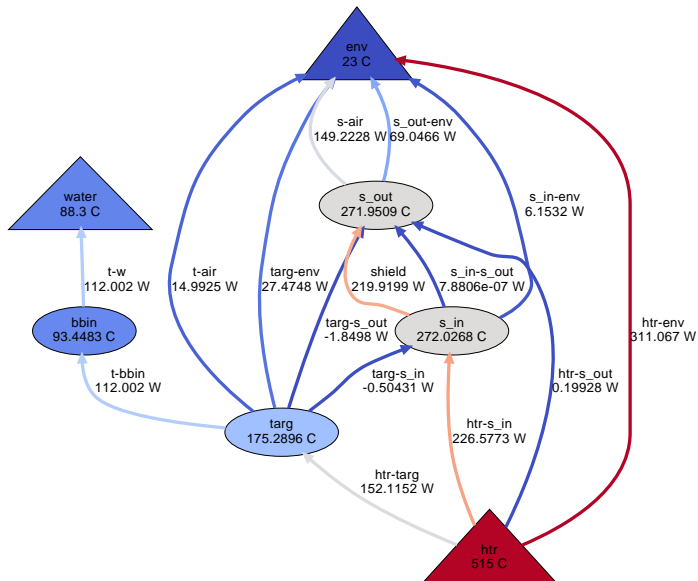 env
23 C
s-air
149.2228 W
s_out-env
69.0466 W
water
88.3 C
s_out
271.9509 C
s_in-env
6.1532 W
t-w
112.002 W
t-air
14.9925 W
targ-env
27.4748 W
shield
219.9199 W
s_in-s_out
7.8806e-07 W
bbin
93.4483 C
targ-s_out
-1.8498 W
s_in
272.0268 C
htr-env
311.067 W
t-bbin
112.002 W
targ-s_in
-0.50431 W
htr-s_out
0.19928 W
targ
175.2896 C
htr-s_in
226.5773 W
htr-targ
152.1152 W
htr
515 C